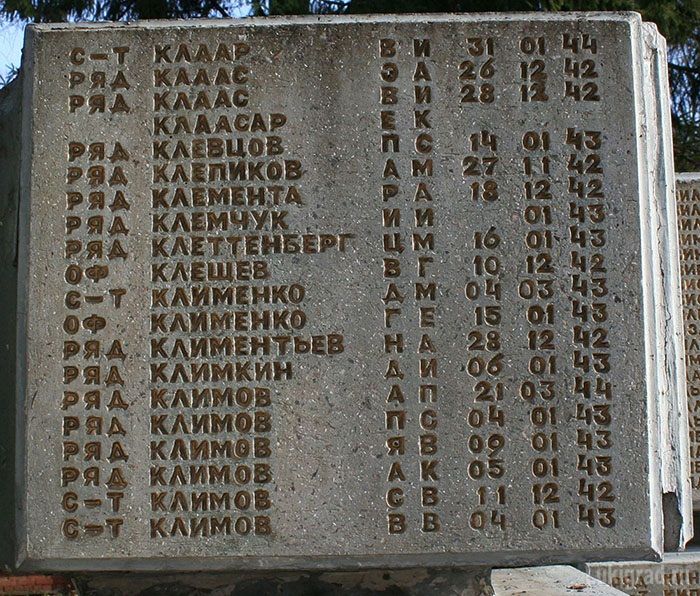 С-Т КЛААР В И 31 01 44
РЯД КЛААС Э А 26 12 42
РЯД КЛААС В И 28 12 42
КЛААСАР Е К
РЯД КЛЕВЦОВ П С 14 01 43
РЯД КЛЕПИКОВ А М 27 11 42
РЯД КЛЕМЕНТА Р А 18 12 42
РЯД КЛЕМЧУК И И 01 43
РЯД КЛЕТТЕНБЕРГ Ц М 16 01 43
ОФ КЛЕЩЕВ В Г 10 12 42
С-Т КЛИМЕНКО Д М 04 03 43
ОФ КЛИМЕНКО Г Е 15 01 43
РЯД КЛИМЕНТЬЕВ Н Д 28 12 42
РЯД КЛИМКИН Д И 06 01 43
РЯД КЛИМОВ А П 21 03 44
РЯД КЛИМОВ П С 04 01 43
РЯД КЛИМОВ Я В 09 01 43
РЯД КЛИМОВ А К 05 01 43
С-Т КЛИМОВ С В 11 12 42
С-Т КЛИМОВ В В 04 01 43